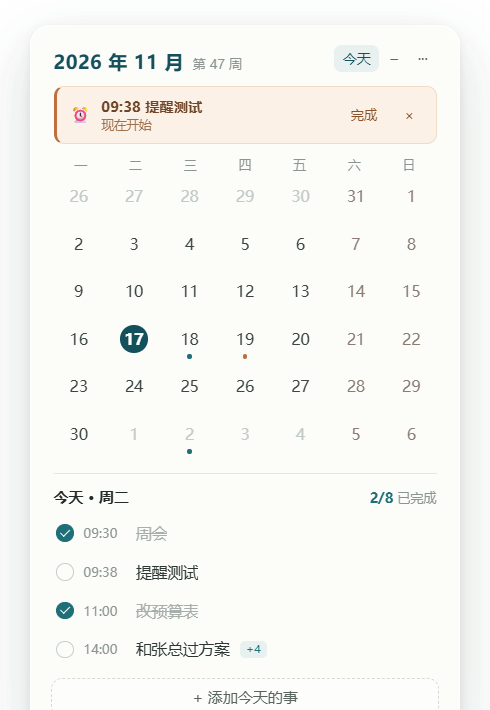 2026 年 11 月 第 47 周 今天 – ···
09:38 提醒测试 完成 ×
现在开始
一 二 三 四 五 六 日
26 27 28 29 30 31 1
2 3 4 5 6 7 8
9 10 11 12 13 14 15
16 17 18 19 20 21 22
23 24 25 26 27 28 29
30 1 2 3 4 5 6
今天 • 周二 2/8 已完成
09:30 周会
09:38 提醒测试
11:00 改预算表
14:00 和张总过方案 +4
+ 添加今天的事